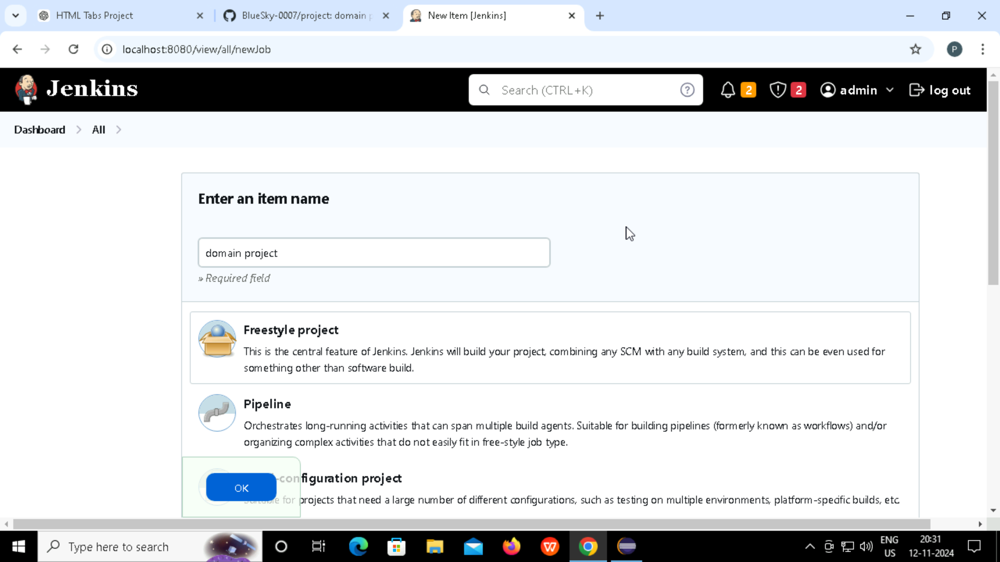 HTML Tabs Project
BlueSky-0007/project: domain p
New Item [Jenkins]
localhost:8080/view/all/newJob
P
Jenkins
Search (CTRL+K)
?
2
2
admin
log out
Dashboard
All
Enter an item name
domain project
» Required field
Freestyle project
This is the central feature of Jenkins. Jenkins will build your project, combining any SCM with any build system, and this can be even used for
something other than software build.
Pipeline
Orchestrates long-running activities that can span multiple build agents. Suitable for building pipelines (formerly known as workflows) and/or
organizing complex activities that do not easily fit in free-style job type.
-configuration project
OK
Suitable for projects that need a large number of different configurations, such as testing on multiple environments, platform-specific builds, etc.
Type here to search
ENG
US
20:31
12-11-2024